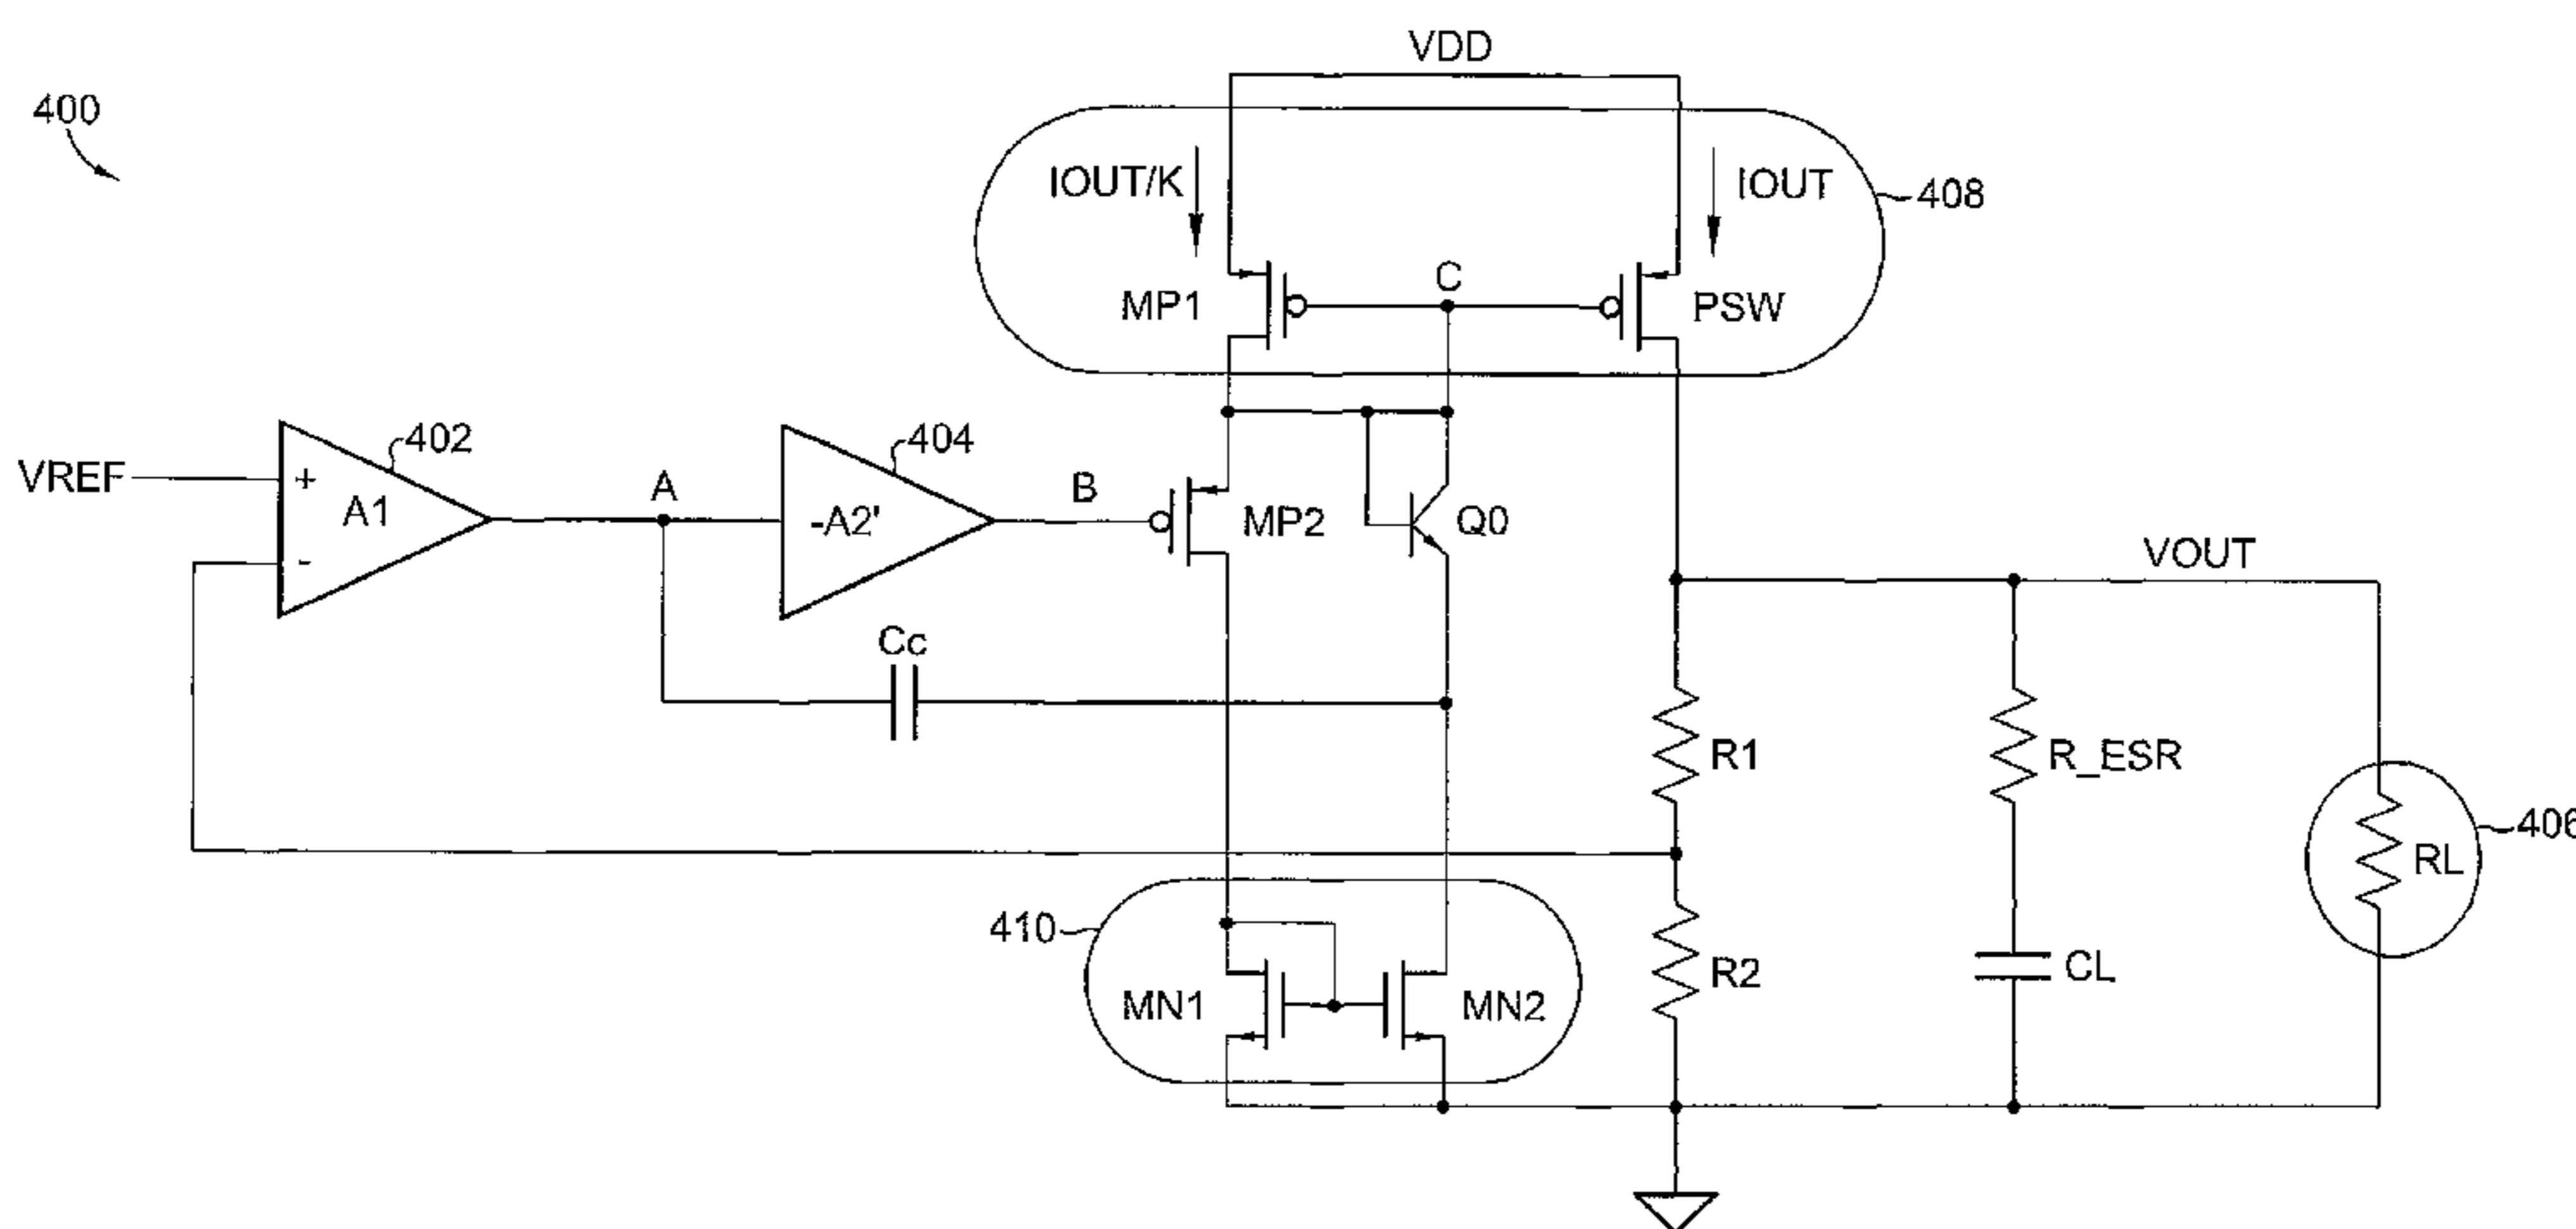 VDD
400
IOUT/K
IOUT
408
C
MP1
PSW
402
404
VREF
+
A1
-
A
-A2'
B
MP2
Q0
VOUT
Cc
R1
R_ESR
406
RL
410
MN1
MN2
R2
CL